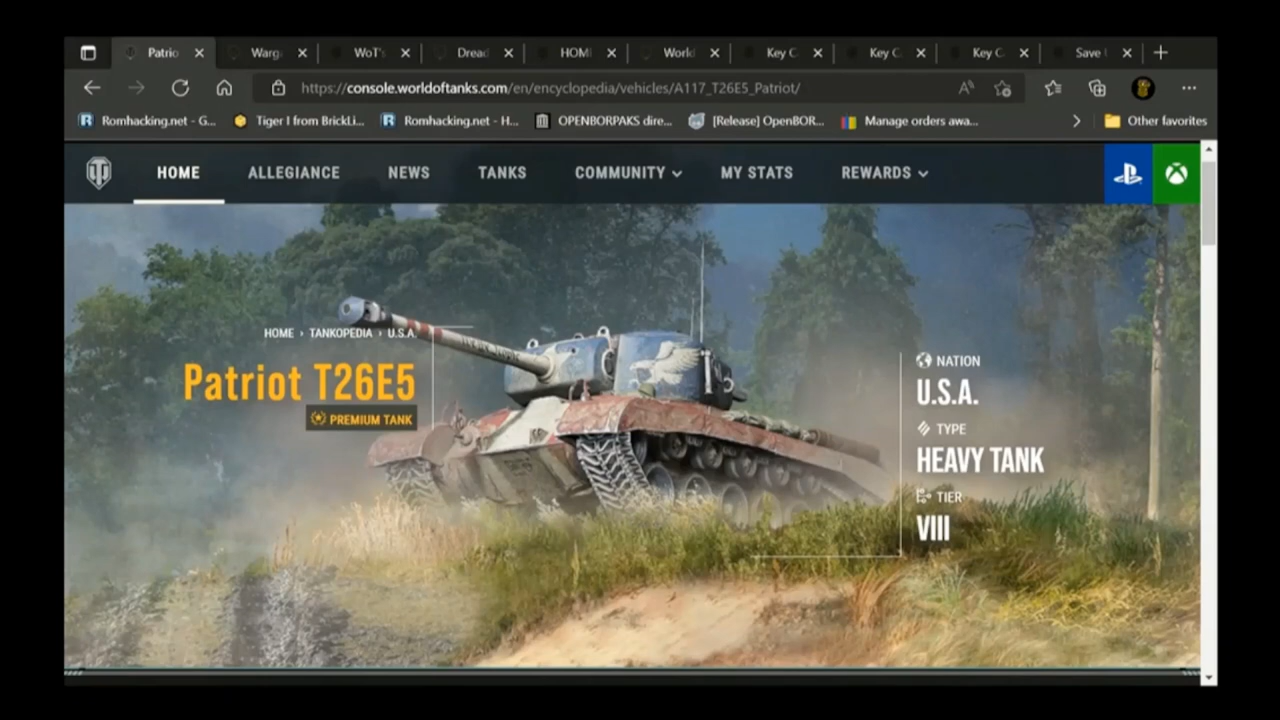 Patrio
Warg
WoT's
Dread
HOMI
World
Key C
Key C
Key C
Save
https://console.worldoftanks.com/en/encyclopedia/vehicles/A117_T26E5_Patriot/
Romhacking.net - G...
Tiger I from BrickLi...
Romhacking.net - H...
OPENBORPAKS dire...
[Release] OpenBOR...
Manage orders awa...
Other favorites
HOME
ALLEGIANCE
NEWS
TANKS
COMMUNITY
MY STATS
REWARDS
HOME › TANKOPEDIA › U.S.A.
Patriot T26E5
PREMIUM TANK
NATION
U.S.A.
TYPE
HEAVY TANK
TIER
VIII